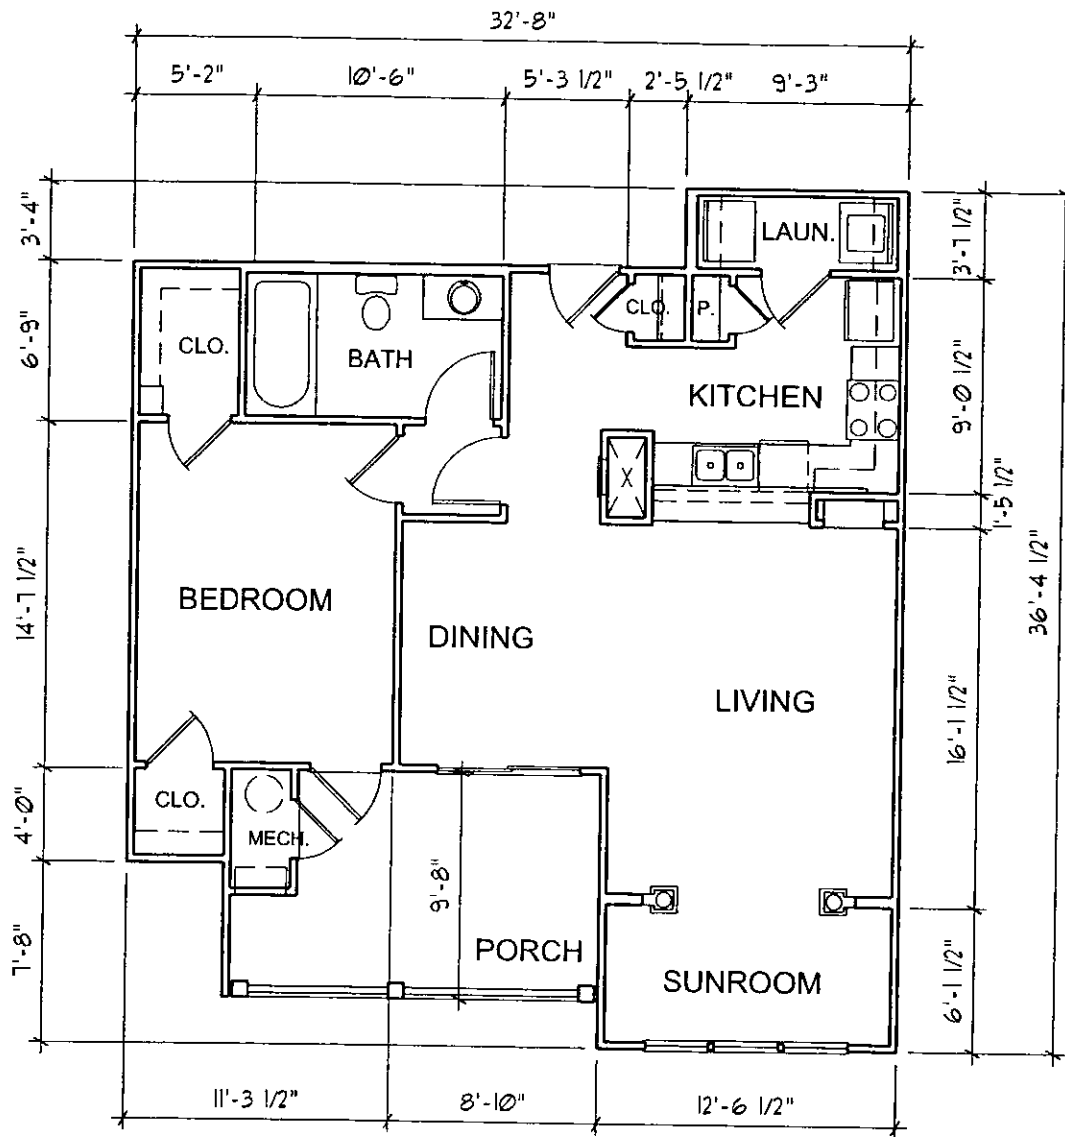 32'-8"
5'-2"
10'-6"
5'-3 1/2"
2'-5 1/2"
9'-3"
3'-4"
6'-9"
14'-7 1/2"
4'-0"
7'-8"
LAUN.
CLO.
P.
CLO.
BATH
KITCHEN
X
BEDROOM
DINING
LIVING
CLO.
MECH.
9'-8"
PORCH
SUNROOM
3'-7 1/2"
9'-0 1/2"
1'-5 1/2"
16'-1 1/2"
6'-1 1/2"
36'-4 1/2"
11'-3 1/2"
8'-10"
12'-6 1/2"